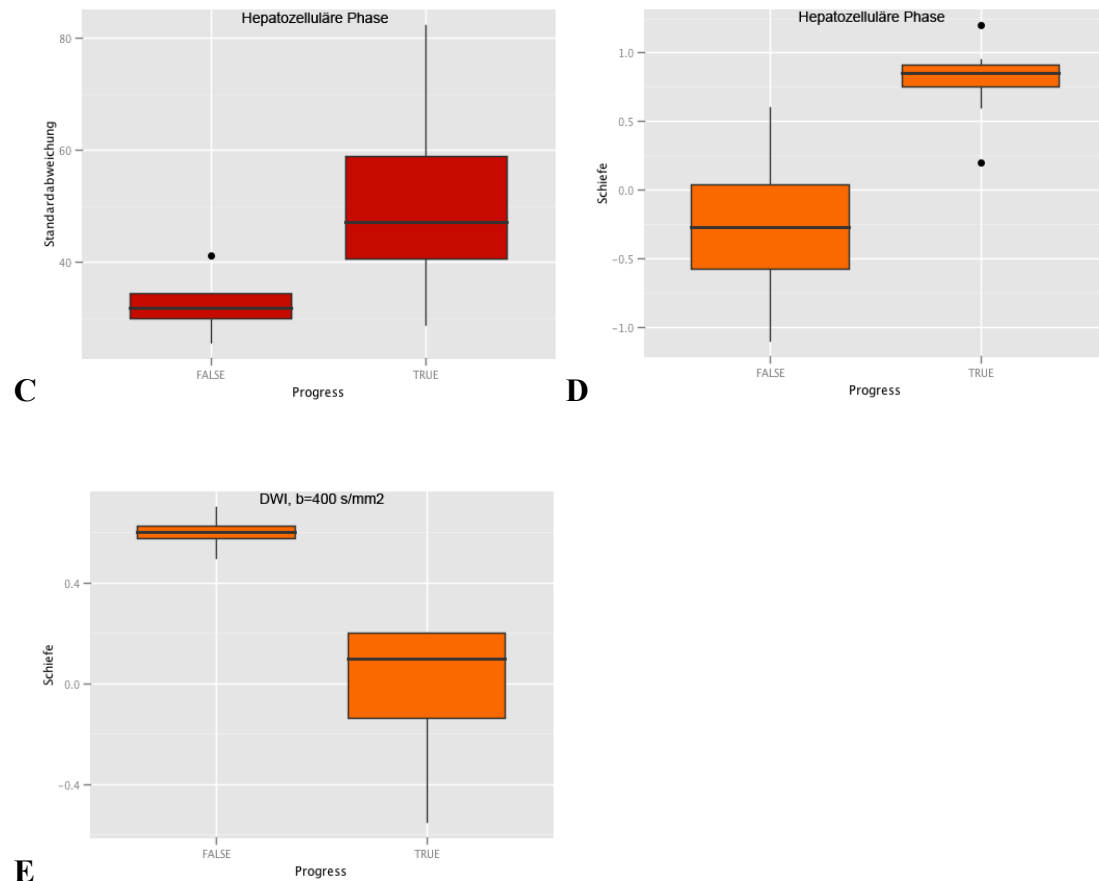 Hepatozelluläre Phase
80
60
40
Standardabweichung
FALSE
TRUE
Progress
C
Hepatozelluläre Phase
1.0
0.5
0.0
−0.5
−1.0
Schiefe
FALSE
TRUE
Progress
D
DWI, b=400 s/mm2
0.4
0.0
−0.4
Schiefe
FALSE
TRUE
Progress
E